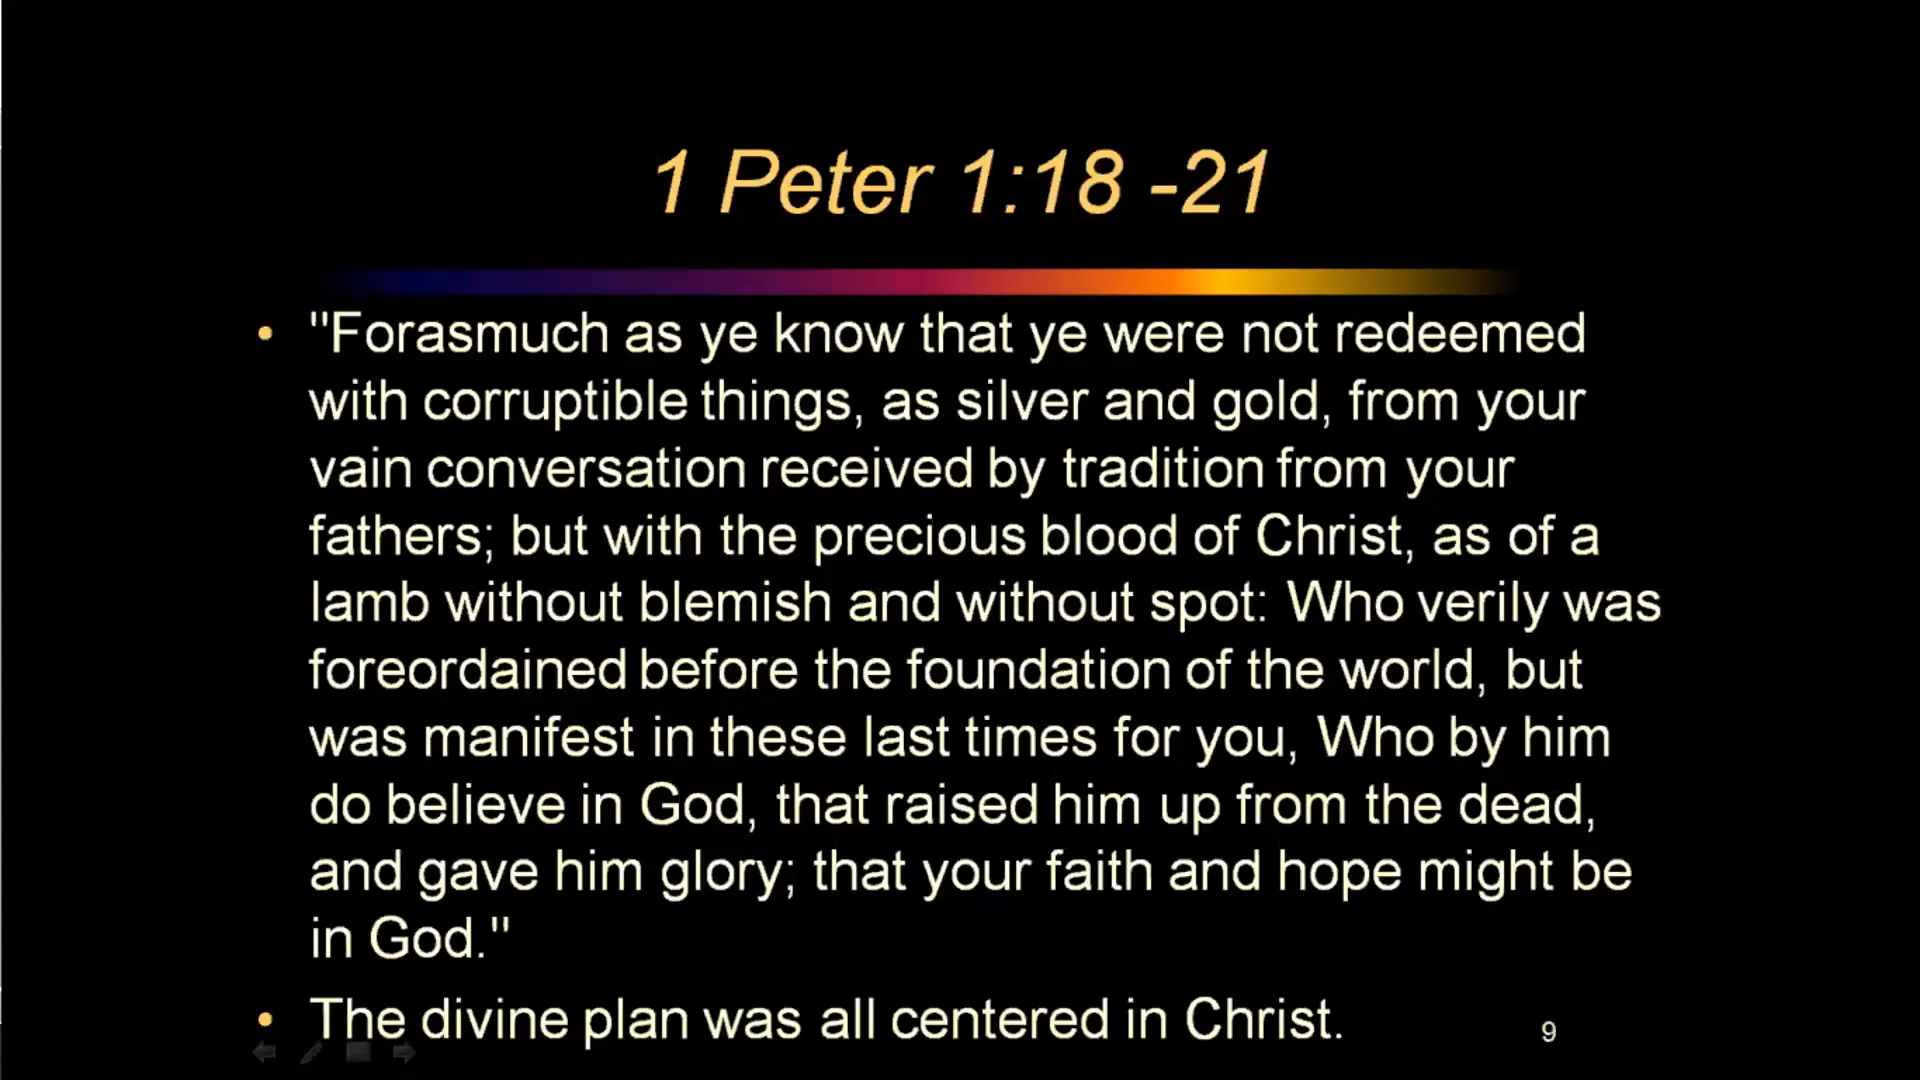 1 Peter 1:18 -21
• "Forasmuch as ye know that ye were not redeemed
with corruptible things, as silver and gold, from your
vain conversation received by tradition from your
fathers; but with the precious blood of Christ, as of a
lamb without blemish and without spot: Who verily was
foreordained before the foundation of the world, but
was manifest in these last times for you, Who by him
do believe in God, that raised him up from the dead,
and gave him glory; that your faith and hope might be
in God."
• The divine plan was all centered in Christ.
9